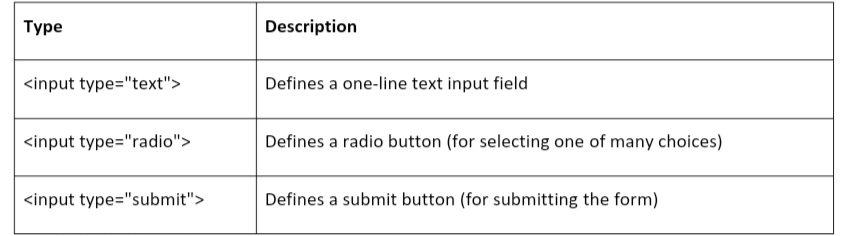 Type Description
<input type="text"> Defines a one-line text input field
<input type="radio"> Defines a radio button (for selecting one of many choices)
<input type="submit"> Defines a submit button (for submitting the form)